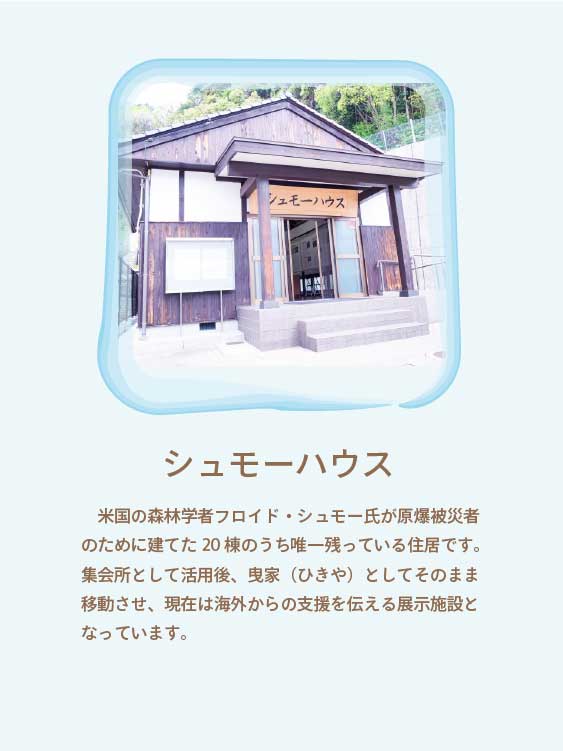 シュモーハウス
シュモーハウス
　米国の森林学者フロイド・シュモー氏が原爆被災者
のために建てた 20 棟のうち唯一残っている住居です。
集会所として活用後、曳家（ひきや）としてそのまま
移動させ、現在は海外からの支援を伝える展示施設と
なっています。